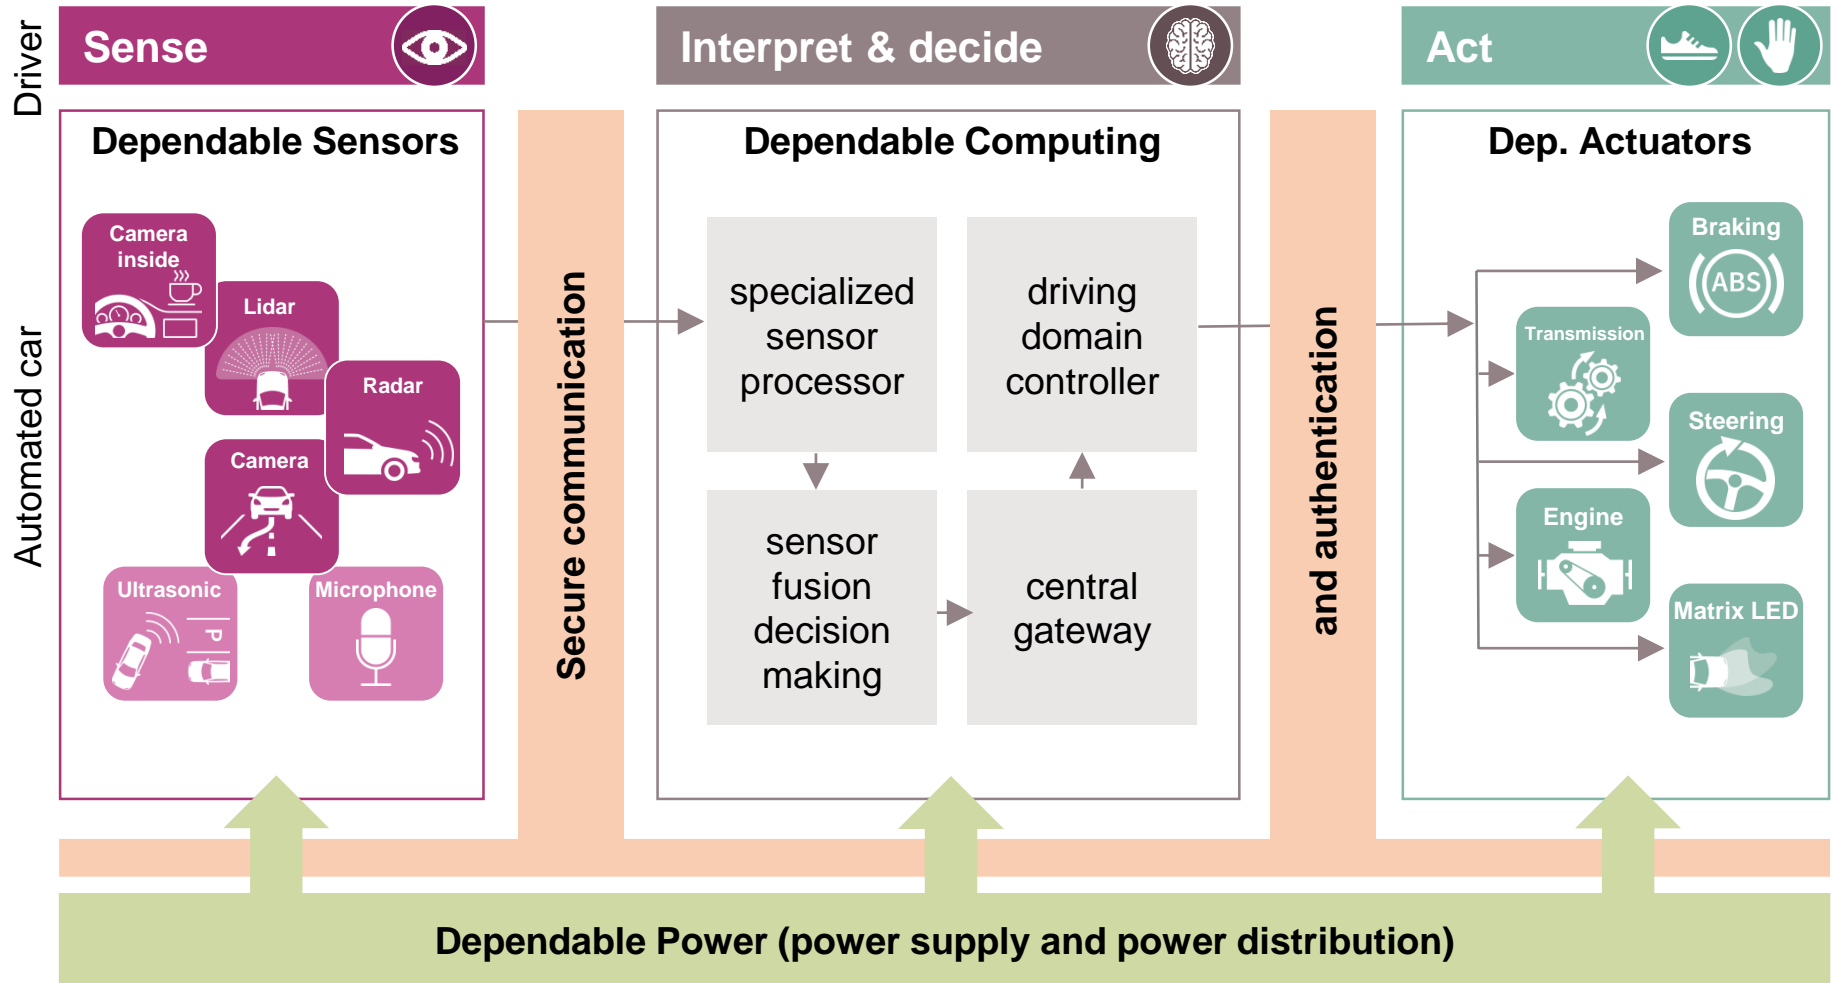 Driver
Sense
Interpret & decide
Act
Automated car
Dependable Sensors
Camera
inside
Lidar
Radar
Camera
Ultrasonic
P
Microphone
Secure communication
Dependable Computing
specialized
sensor
processor
driving
domain
controller
sensor
fusion
decision
making
central
gateway
and authentication
Dep. Actuators
Braking
ABS
Transmission
Steering
Engine
Matrix LED
Dependable Power (power supply and power distribution)